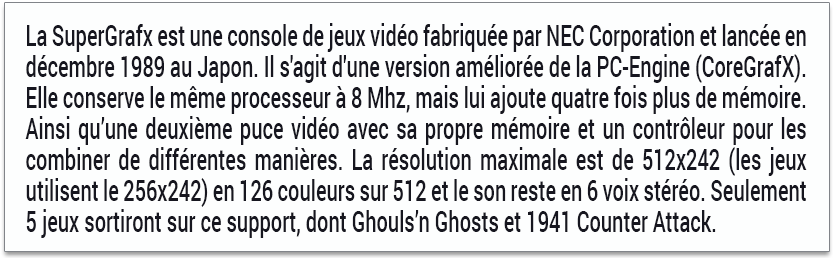 La SuperGrafx est une console de jeux vidéo fabriquée par NEC Corporation et lancée en
décembre 1989 au Japon. Il s'agit d'une version améliorée de la PC-Engine (CoreGrafX).
Elle conserve le même processeur à 8 Mhz, mais lui ajoute quatre fois plus de mémoire.
Ainsi qu'une deuxième puce vidéo avec sa propre mémoire et un contrôleur pour les
combiner de différentes manières. La résolution maximale est de 512x242 (les jeux
utilisent le 256x242) en 126 couleurs sur 512 et le son reste en 6 voix stéréo. Seulement
5 jeux sortiront sur ce support, dont Ghouls'n Ghosts et 1941 Counter Attack.